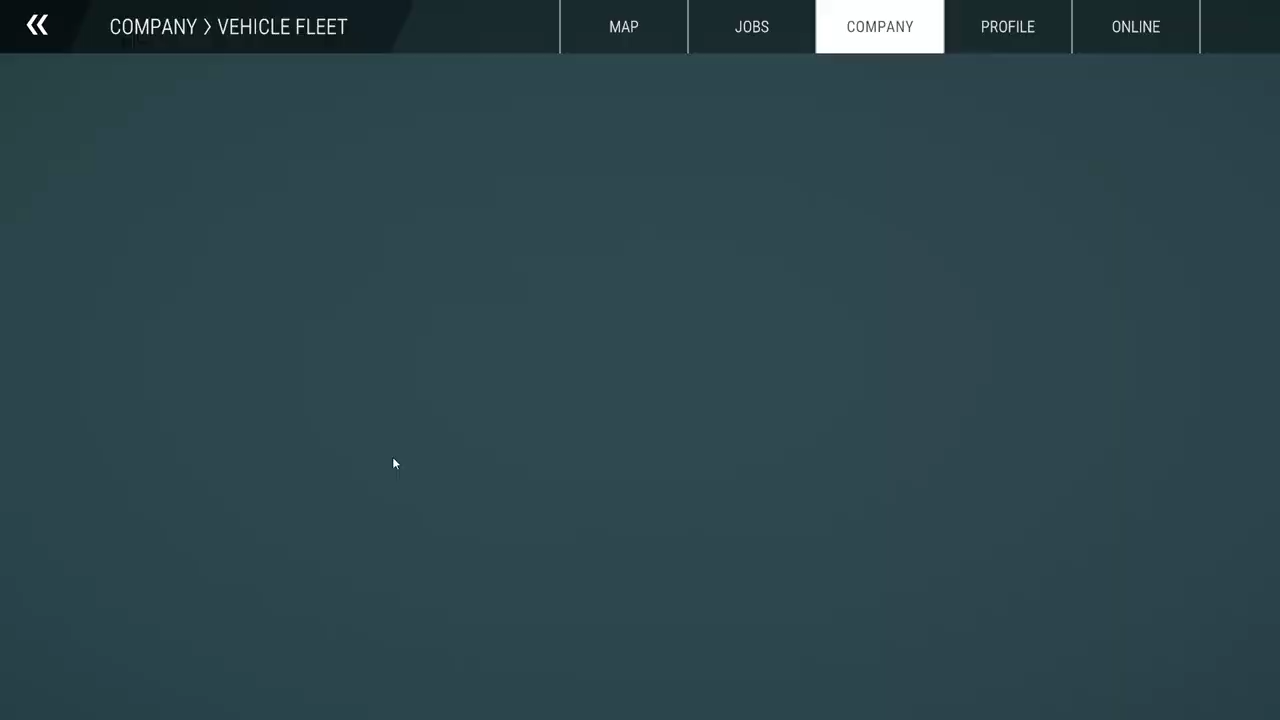 COMPANY > VEHICLE FLEET
MAP
JOBS
COMPANY
PROFILE
ONLINE